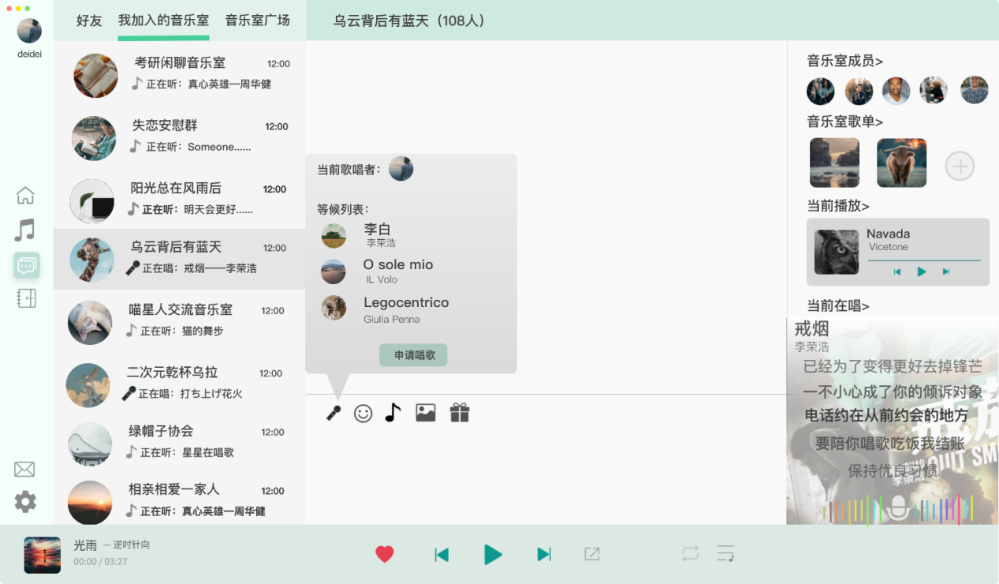 deidei
好友 我加入的音乐室 音乐室广场
考研闲聊音乐室 12:00
正在听：真心英雄—周华健
失恋安慰群 12:00
正在听：Someone......
阳光总在风雨后 12:00
正在听：明天会更好......
乌云背后有蓝天 12:00
正在唱：戒烟——李荣浩
喵星人交流音乐室 12:00
正在听：猫的舞步
二次元乾杯乌拉 12:00
正在唱：打ち上げ花火
绿帽子协会 12:00
正在听：星星在唱歌
相亲相爱一家人 12:00
正在听：真心英雄—周华健
乌云背后有蓝天（108人）
当前歌唱者：
等候列表：
李白
李荣浩
O sole mio
IL Volo
Legocentrico
Giulia Penna
申请唱歌
音乐室成员>
音乐室歌单>
当前播放>
Navada
Vicetone
当前在唱>
戒烟
李荣浩
已经为了变得更好去掉锋芒
一不小心成了你的倾诉对象
电话约在从前约会的地方
要陪你唱歌吃饭我结账
保持优良习惯
戒
QUIT SM
李荣浩
光雨 — 逆时针向
00:00 / 03:27